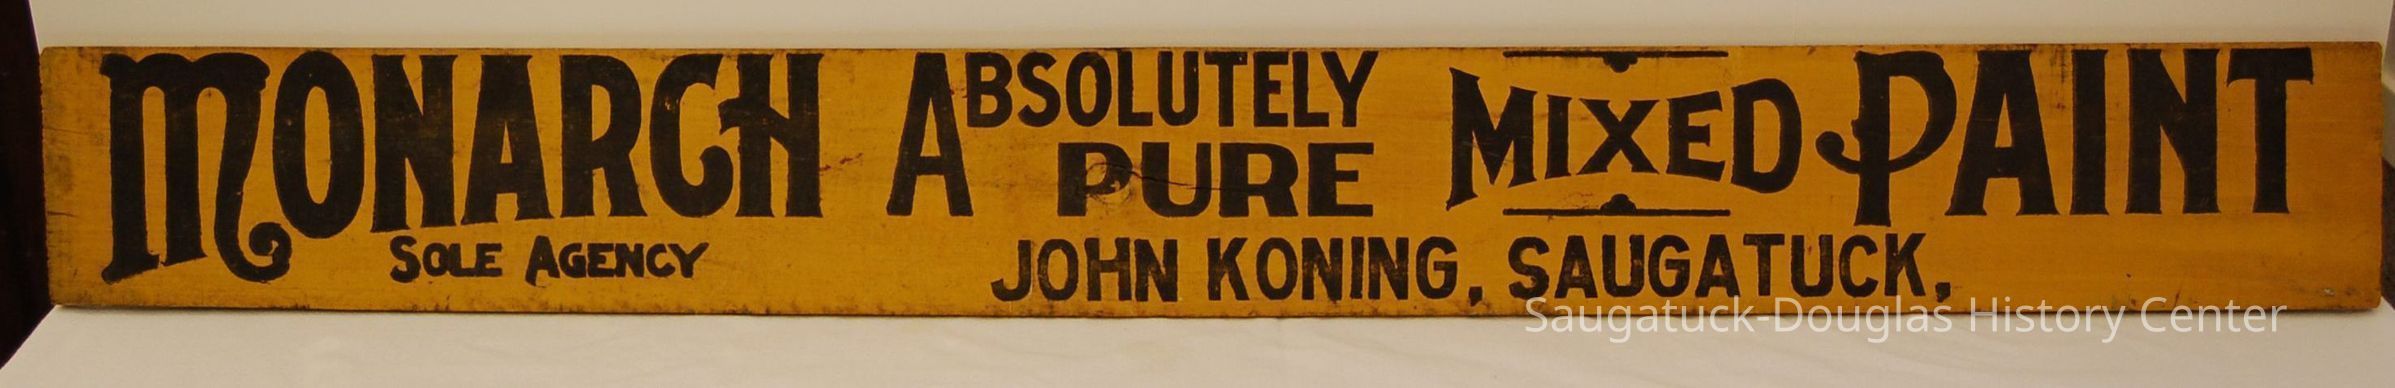 MONARCH ABSOLUTELY PURE MIXED PAINT
SOLE AGENCY JOHN KONING, SAUGATUCK,
Saugatuck-Douglas History Center